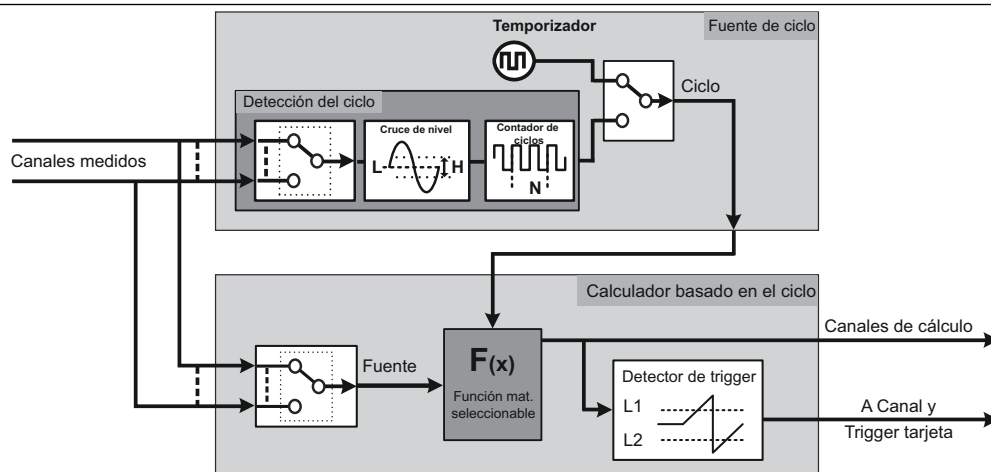 Temporizador
Fuente de ciclo
Ciclo
Detección del ciclo
Cruce de nivel
L
H
Contador de
ciclos
N
Canales medidos
Calculador basado en el ciclo
Fuente
F(x)
Función mat.
seleccionable
Canales de cálculo
Detector de trigger
L1
L2
A Canal y
Trigger tarjeta